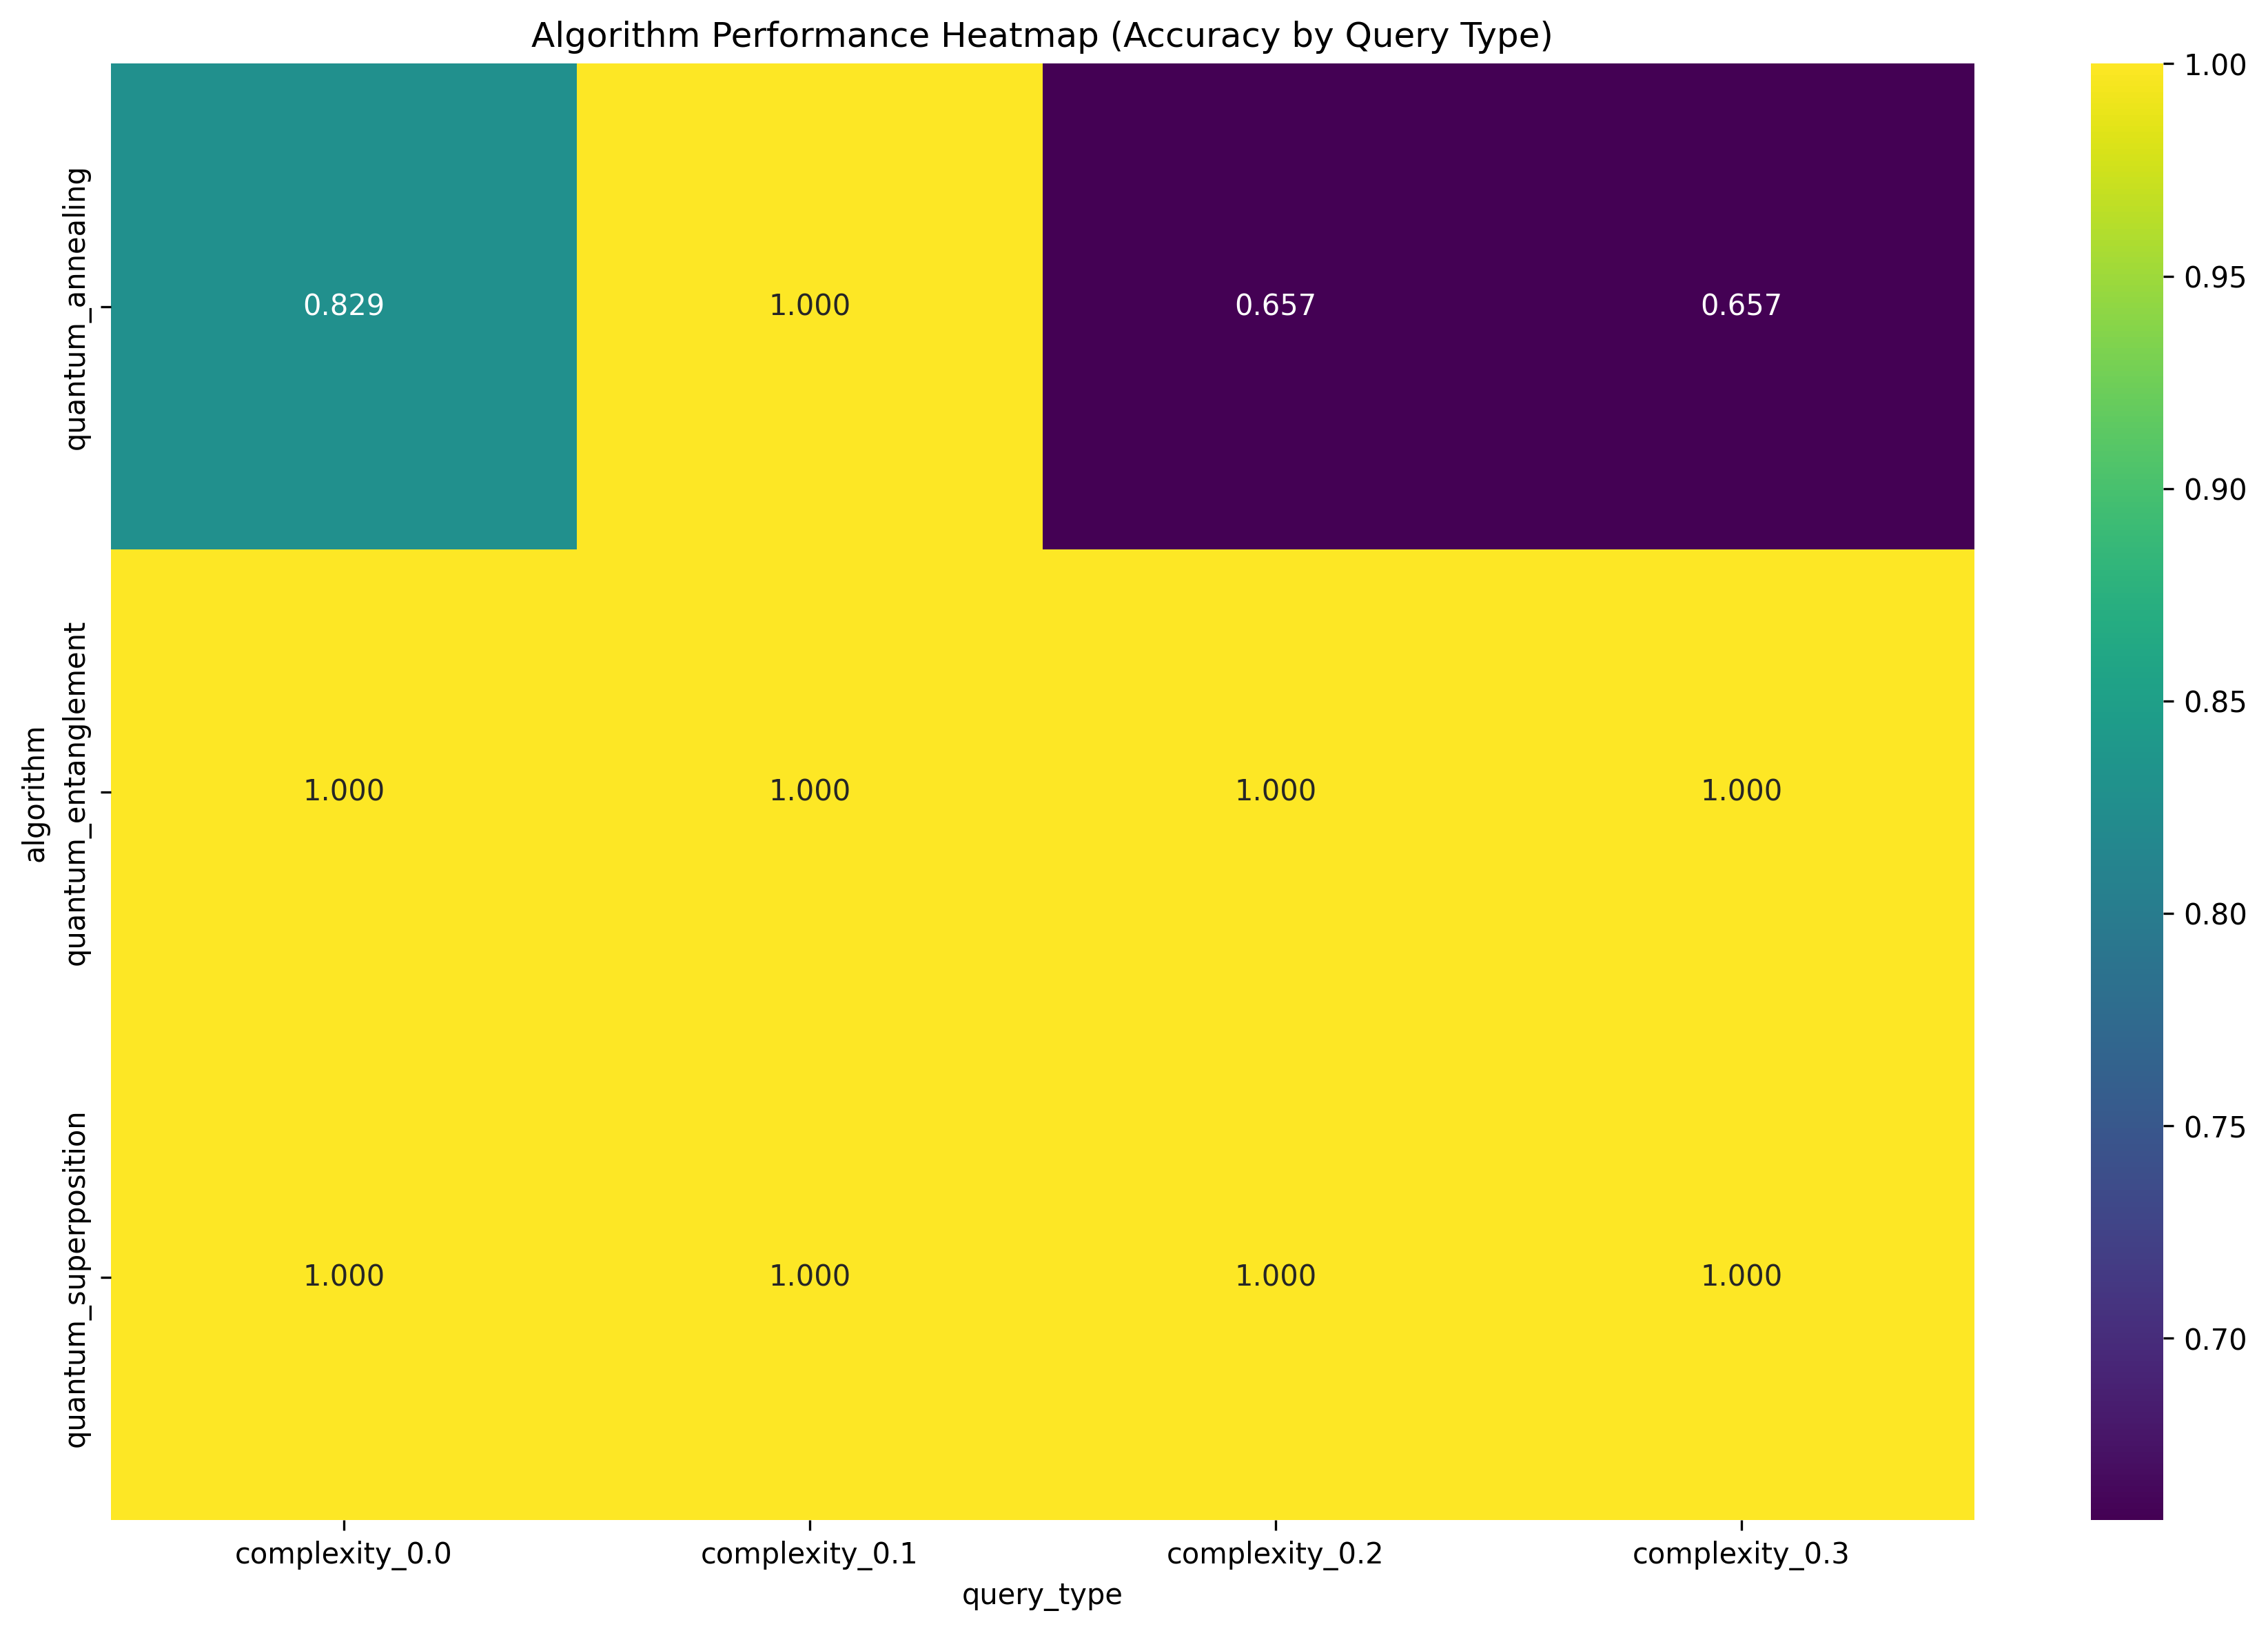 Algorithm Performance Heatmap (Accuracy by Query Type)
algorithm
quantum_annealing
0.829 1.000 0.657 0.657
quantum_entanglement
1.000 1.000 1.000 1.000
quantum_superposition
1.000 1.000 1.000 1.000
complexity_0.0 complexity_0.1 complexity_0.2 complexity_0.3
query_type
1.00
0.95
0.90
0.85
0.80
0.75
0.70